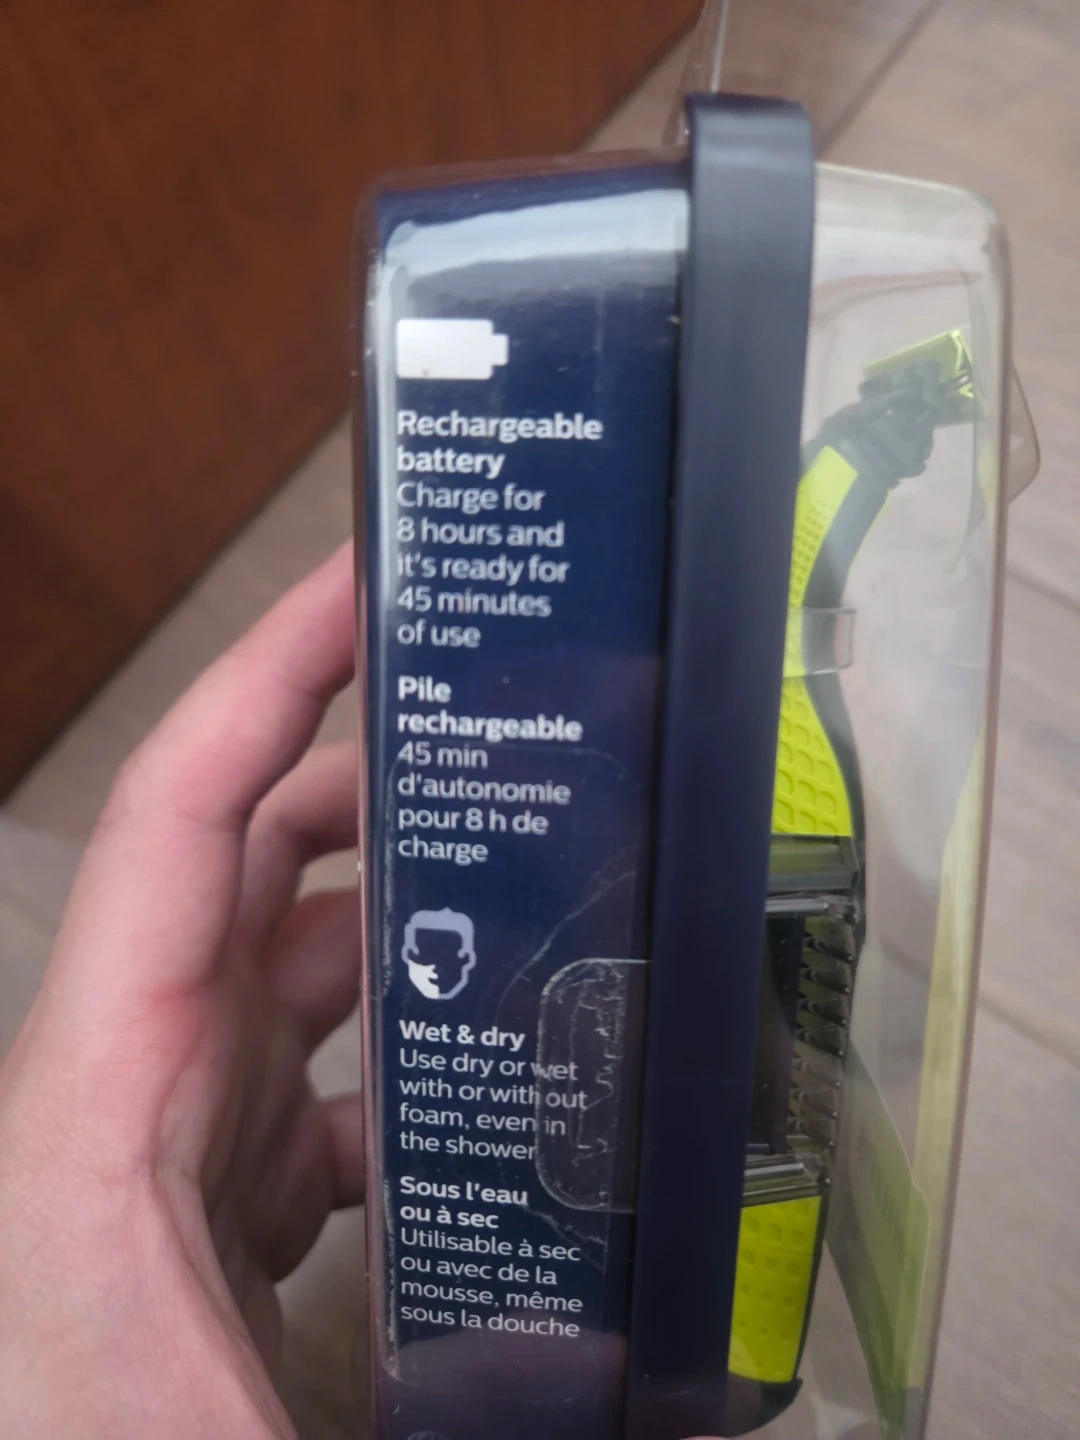 Rechargeable
battery
Charge for
8 hours and
it's ready for
45 minutes
of use
Pile
rechargeable
45 min
d'autonomie
pour 8 h de
charge
Wet & dry
Use dry or wet
with or without
foam, even in
the shower
Sous l'eau
ou à sec
Utilisable à sec
ou avec de la
mousse, même
sous la douche